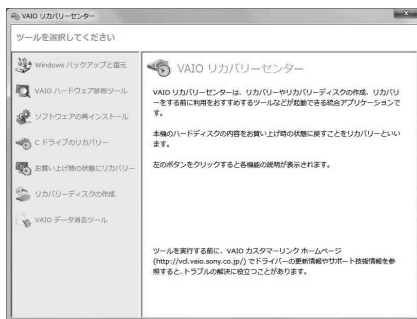 VAIO リカバリーセンター
ツールを選択してください
Windows バックアップと復元
VAIO ハードウェア診断ツール
ソフトウェアの再インストール
C ドライブのリカバリー
お買い上げ時の状態にリカバリー
リカバリーディスクの作成
VAIO データ消去ツール
VAIO リカバリーセンター
VAIO リカバリーセンターは、リカバリーやリカバリーディスクの作成、リカバリ
ーをする前に利用をおすすめするツールなどが起動できる統合アプリケーションで
す。
本機のハードディスクの内容をお買い上げ時の状態に戻すことをリカバリーといい
ます。
左のボタンをクリックすると各機能の説明が表示されます。
ツールを実行する前に、VAIO カスタマーリンク ホームページ
(http://vcl.vaio.sony.co.jp/) でドライバーの更新情報やサポート技術情報を参
照すると、トラブルの解決に役立つことがあります。